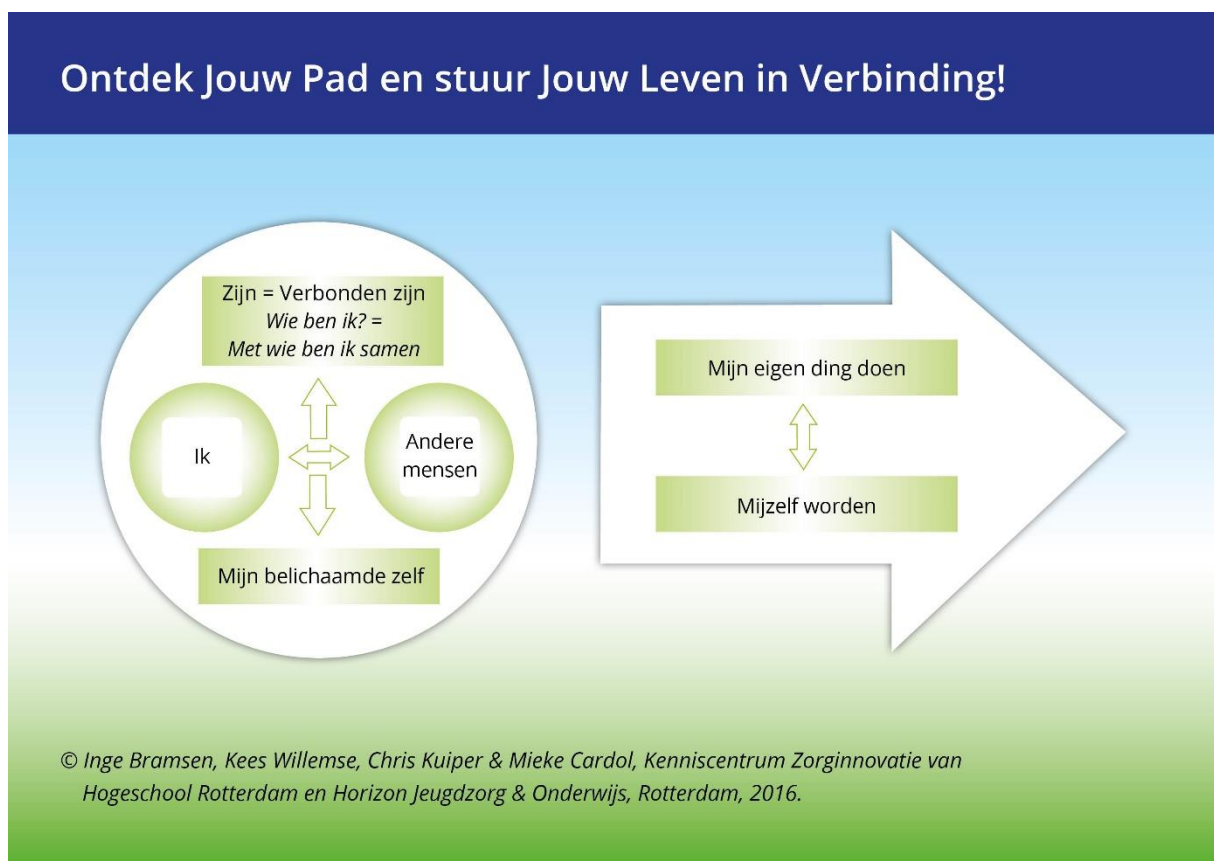 Ontdek Jouw Pad en stuur Jouw Leven in Verbinding!
Zijn = Verbonden zijn
Wie ben ik? =
Met wie ben ik samen
Ik
Andere
mensen
Mijn belichaamde zelf
Mijn eigen ding doen
Mijzelf worden
© Inge Bramsen, Kees Willemse, Chris Kuiper & Mieke Cardol, Kenniscentrum Zorginnovatie van
Hogeschool Rotterdam en Horizon Jeugdzorg & Onderwijs, Rotterdam, 2016.